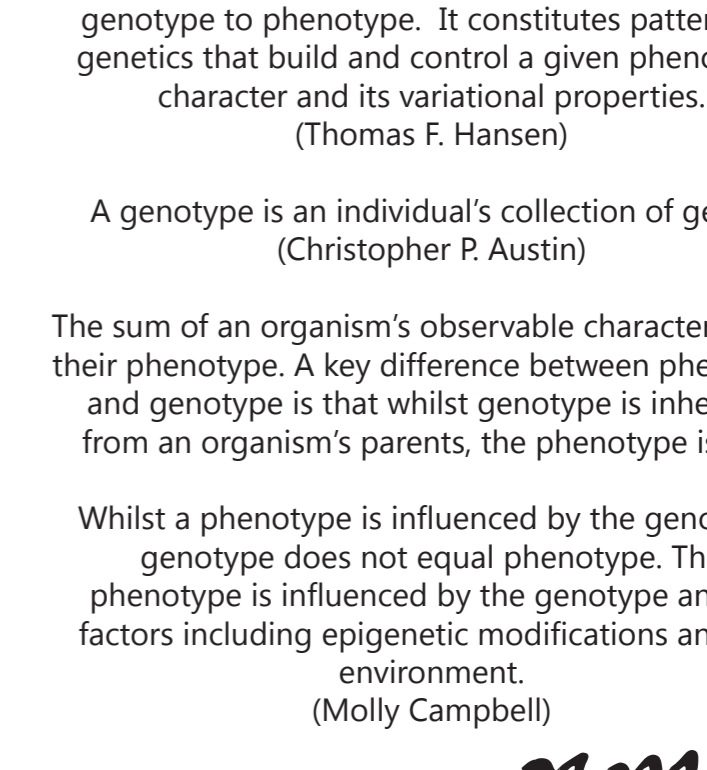 genotype to phenotype. It constitutes patter
genetics that build and control a given pheno
character and its variational properties.
(Thomas F. Hansen)
A genotype is an individual's collection of ge
(Christopher P. Austin)
The sum of an organism's observable character
their phenotype. A key difference between phe
and genotype is that whilst genotype is inhe
from an organism's parents, the phenotype is
Whilst a phenotype is influenced by the geno
genotype does not equal phenotype. Th
phenotype is influenced by the genotype an
factors including epigenetic modifications an
environment.
(Molly Campbell)